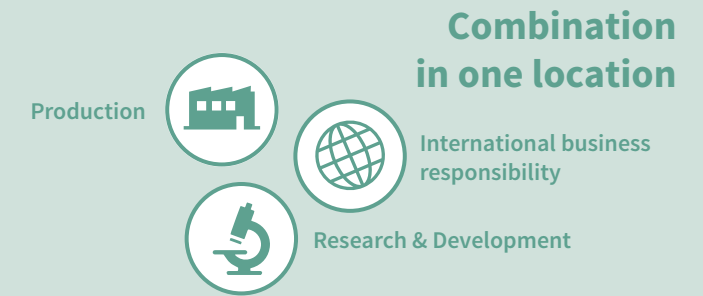 Combination
in one location
Production
International business
responsibility
Research & Development